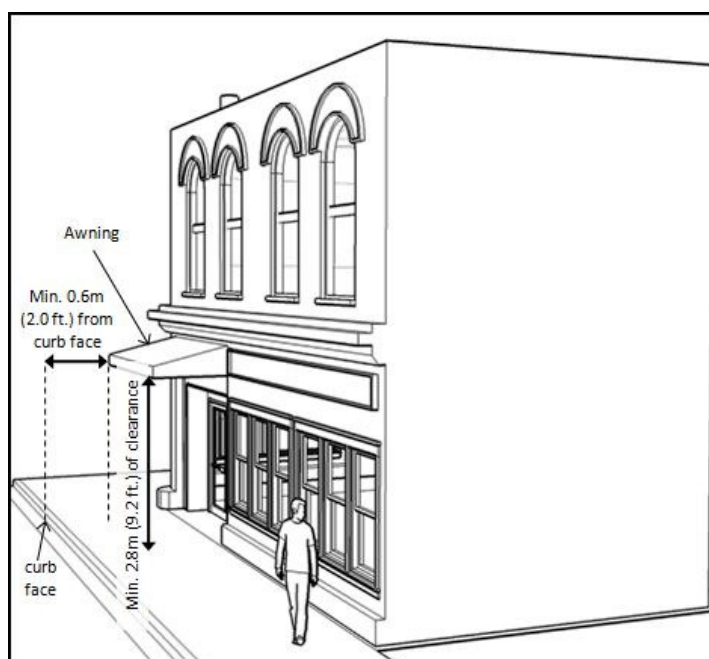 Awning
Min. 0.6m
(2.0 ft.) from
curb face
Min. 2.8m (9.2 ft.) of clearance
curb
face